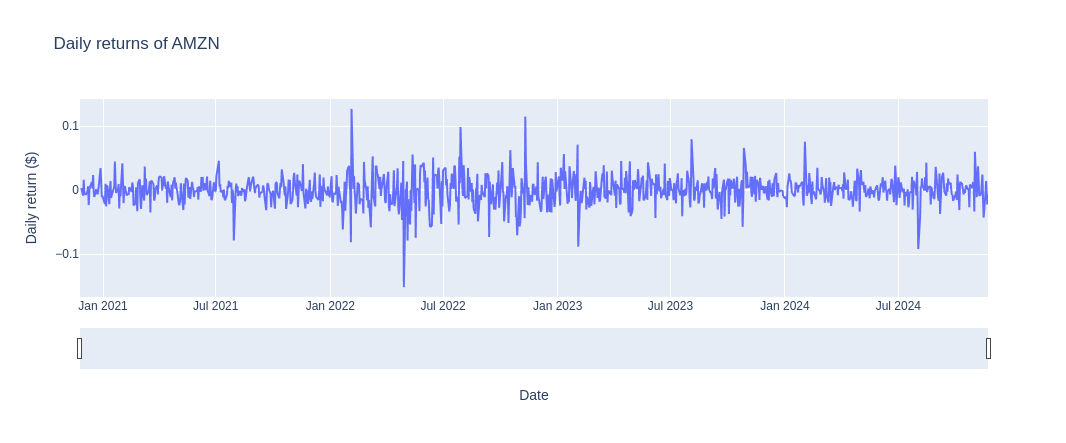 Daily returns of AMZN
Daily return ($)
0.1
0
−0.1
Jan 2021 Jul 2021 Jan 2022 Jul 2022 Jan 2023 Jul 2023 Jan 2024 Jul 2024
Date